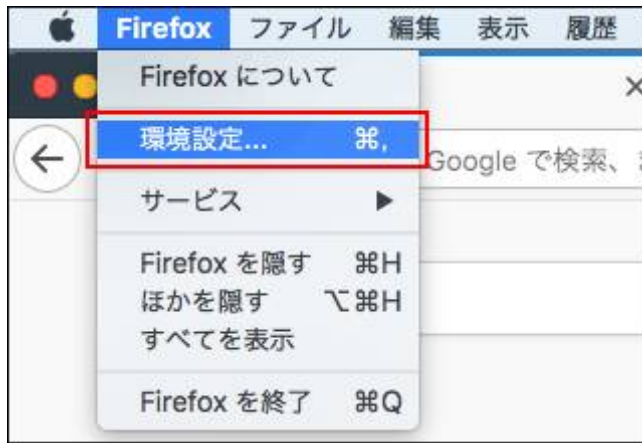 Firefox ファイル 編集 表示 履歴
Firefox について
環境設定... ⌘,
Google で検索、
サービス ▶
Firefox を隠す ⌘H
ほかを隠す ⌥⌘H
すべてを表示
Firefox を終了 ⌘Q